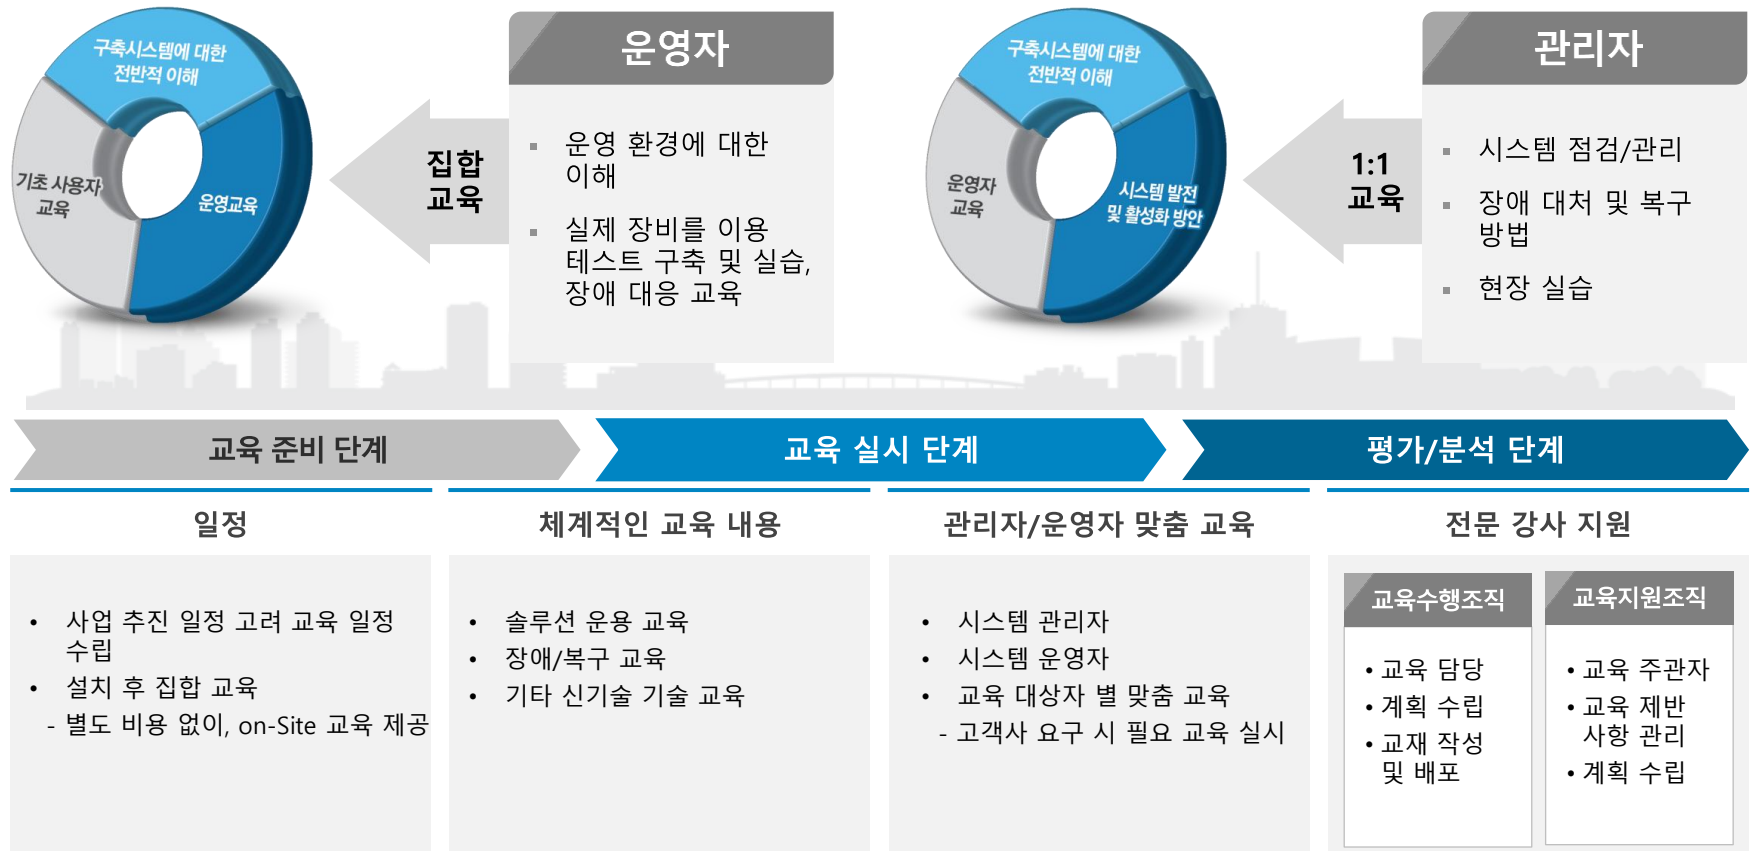 구축시스템에 대한
전반적 이해
기초 사용자
교육
운영교육
집합
교육
운영자
▪ 운영 환경에 대한
이해
▪ 실제 장비를 이용
테스트 구축 및 실습,
장애 대응 교육
구축시스템에 대한
전반적 이해
운영자
교육
시스템 발전
및 활성화 방안
1:1
교육
관리자
▪ 시스템 점검/관리
▪ 장애 대처 및 복구
방법
▪ 현장 실습
교육 준비 단계
교육 실시 단계
평가/분석 단계
일정
• 사업 추진 일정 고려 교육 일정
수립
• 설치 후 집합 교육
- 별도 비용 없이, on-Site 교육 제공
체계적인 교육 내용
• 솔루션 운용 교육
• 장애/복구 교육
• 기타 신기술 기술 교육
관리자/운영자 맞춤 교육
• 시스템 관리자
• 시스템 운영자
• 교육 대상자 별 맞춤 교육
- 고객사 요구 시 필요 교육 실시
전문 강사 지원
교육수행조직
• 교육 담당
• 계획 수립
• 교재 작성
및 배포
교육지원조직
• 교육 주관자
• 교육 제반
사항 관리
• 계획 수립